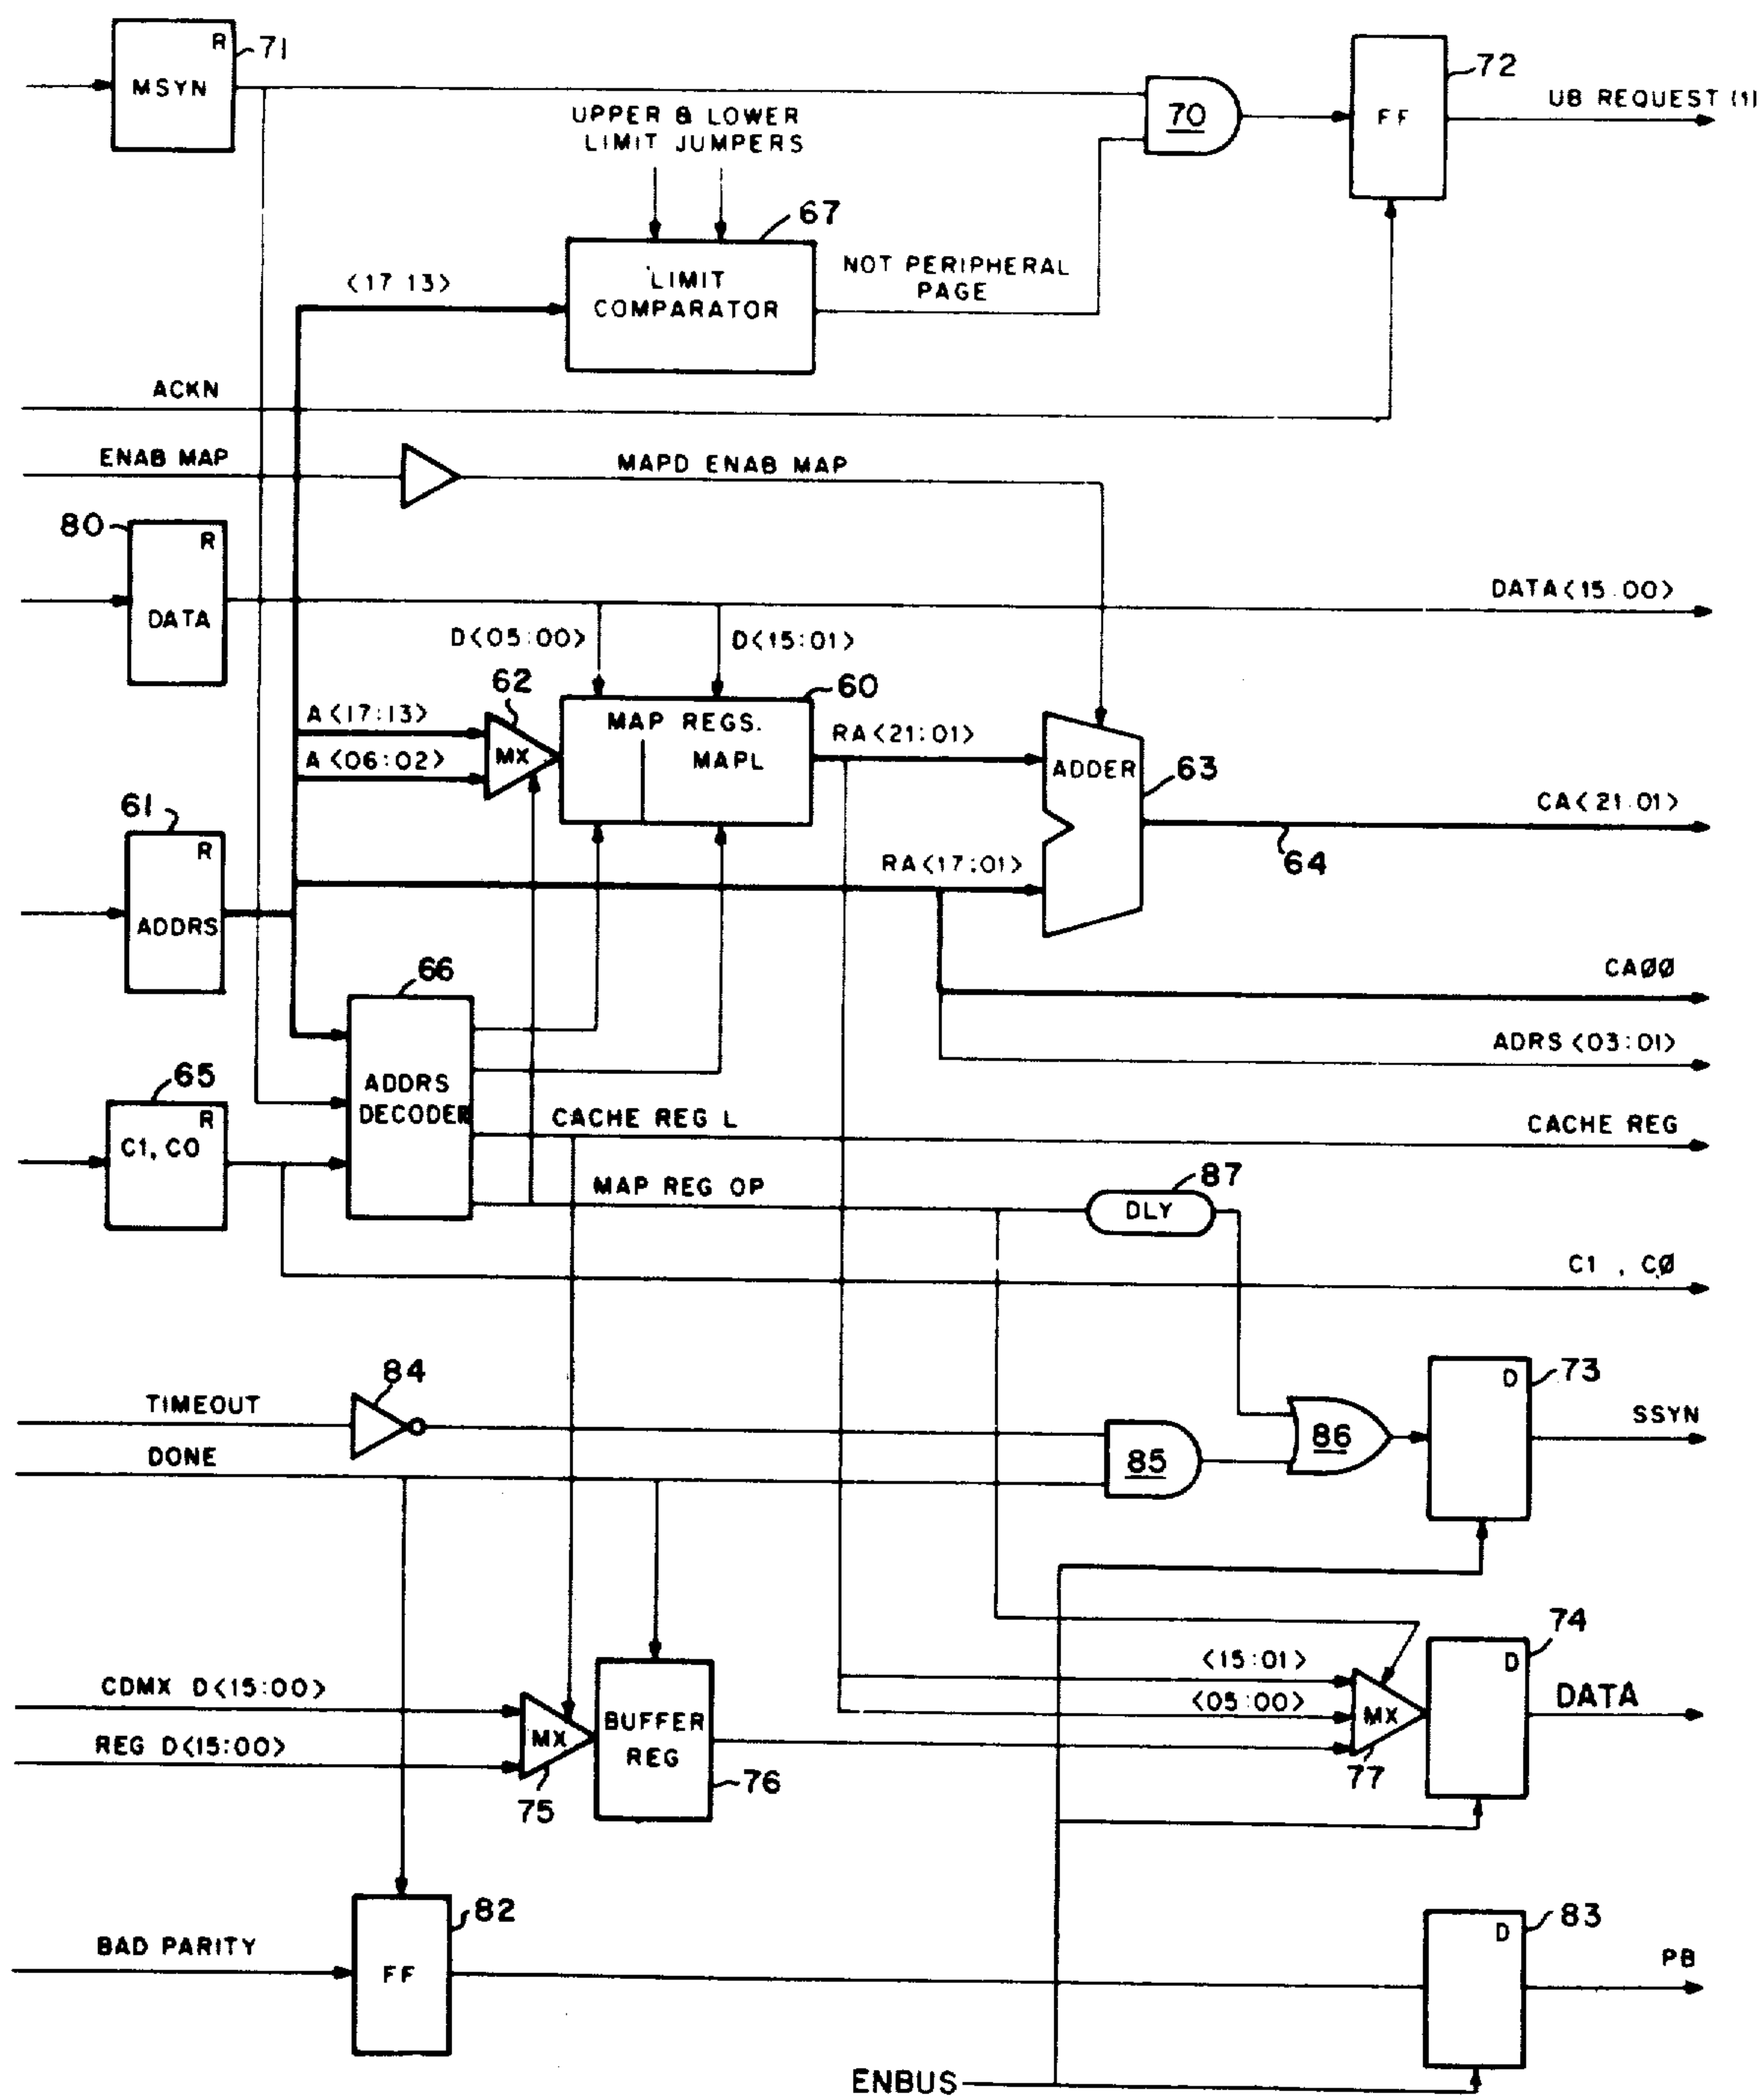 R
71
MSYN
UPPER & LOWER
LIMIT JUMPERS
70
72
FF
UB REQUEST (1)
67
<17 13>
LIMIT
COMPARATOR
NOT PERIPHERAL
PAGE
ACKN
ENAB MAP
MAPD ENAB MAP
80
R
DATA
DATA<15:00>
D<05:00>
D<15:01>
62
60
A<17:13>
A<06:02>
MX
MAP REGS.
MAPL
RA<21:01>
ADDER
63
CA<21:01>
64
61
R
ADDRS
RA<17:01>
CAØØ
ADRS<03:01>
66
ADDRS
DECODER
65
R
C1, C0
CACHE REG L
CACHE REG
MAP REG OP
87
DLY
C1 , CØ
84
TIMEOUT
DONE
85
86
D
73
SSYN
CDMX D<15:00>
REG D<15:00>
MX
75
BUFFER
REG
76
<15:01>
<05:00>
MX
77
D
74
DATA
BAD PARITY
82
FF
D
83
PB
ENBUS